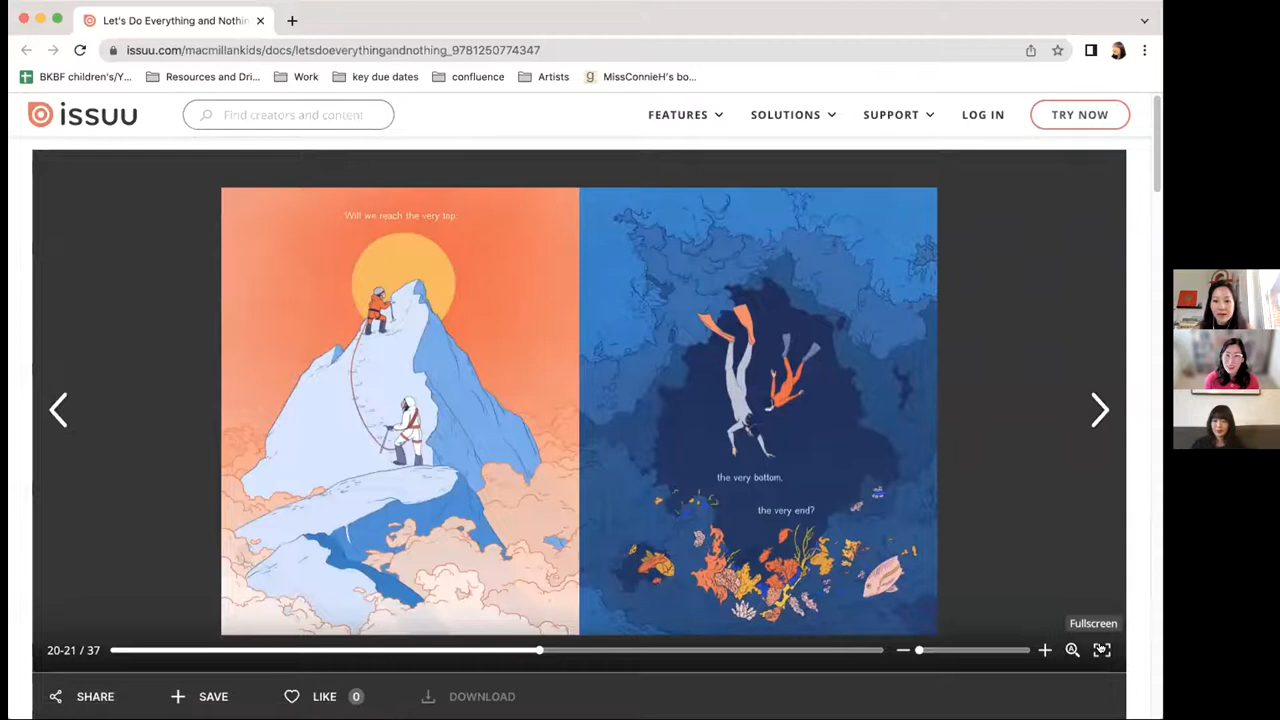 Let's Do Everything and Nothin
issuu.com/macmillankids/docs/letsdoeverythingandnothing_9781250774347
BKBF children's/Y... Resources and Dri... Work key due dates confluence Artists MissConnieH's bo...
issuu Find creators and content FEATURES SOLUTIONS SUPPORT LOG IN TRY NOW
Will we reach the very top,
the very bottom,
the very end?
Fullscreen
20-21 / 37
SHARE SAVE LIKE 0 DOWNLOAD